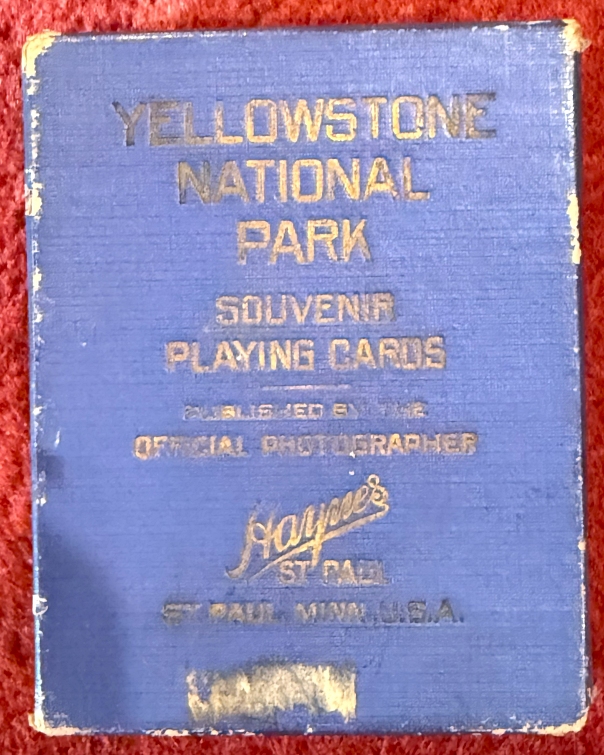 YELLOWSTONE
NATIONAL
PARK
SOUVENIR
PLAYING CARDS
PUBLISHED BY THE
OFFICIAL PHOTOGRAPHER
Haynes
ST PAUL
ST PAUL, MINN., U.S.A.